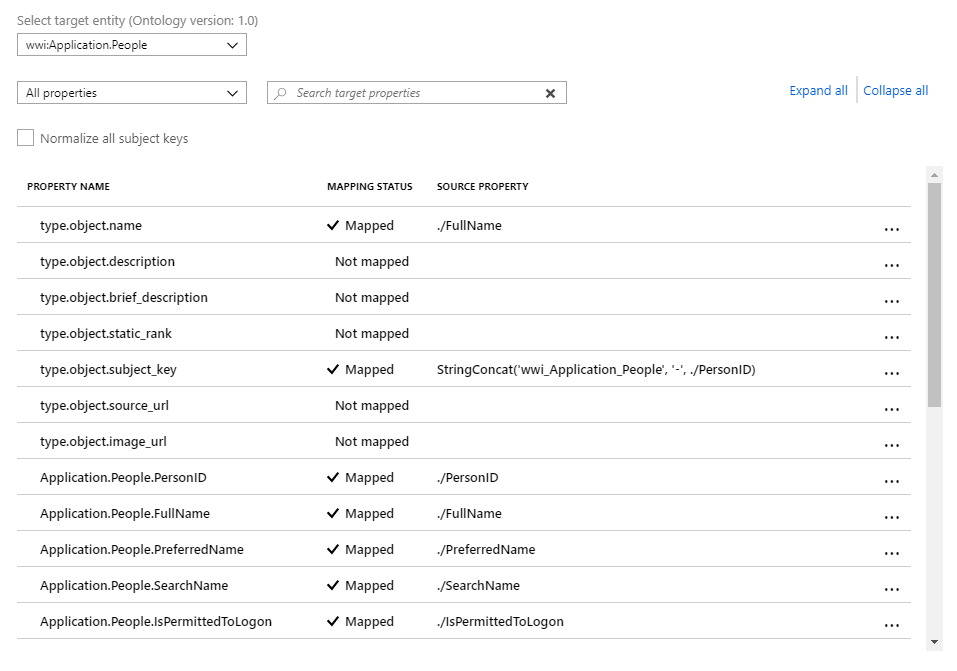 Select target entity (Ontology version: 1.0)
wwi:Application.People
All properties Search target properties Expand all Collapse all
Normalize all subject keys
PROPERTY NAME MAPPING STATUS SOURCE PROPERTY
type.object.name Mapped ./FullName ...
type.object.description Not mapped ...
type.object.brief_description Not mapped ...
type.object.static_rank Not mapped ...
type.object.subject_key Mapped StringConcat('wwi_Application_People', '-', ./PersonID) ...
type.object.source_url Not mapped ...
type.object.image_url Not mapped ...
Application.People.PersonID Mapped ./PersonID ...
Application.People.FullName Mapped ./FullName ...
Application.People.PreferredName Mapped ./PreferredName ...
Application.People.SearchName Mapped ./SearchName ...
Application.People.IsPermittedToLogon Mapped ./IsPermittedToLogon ...